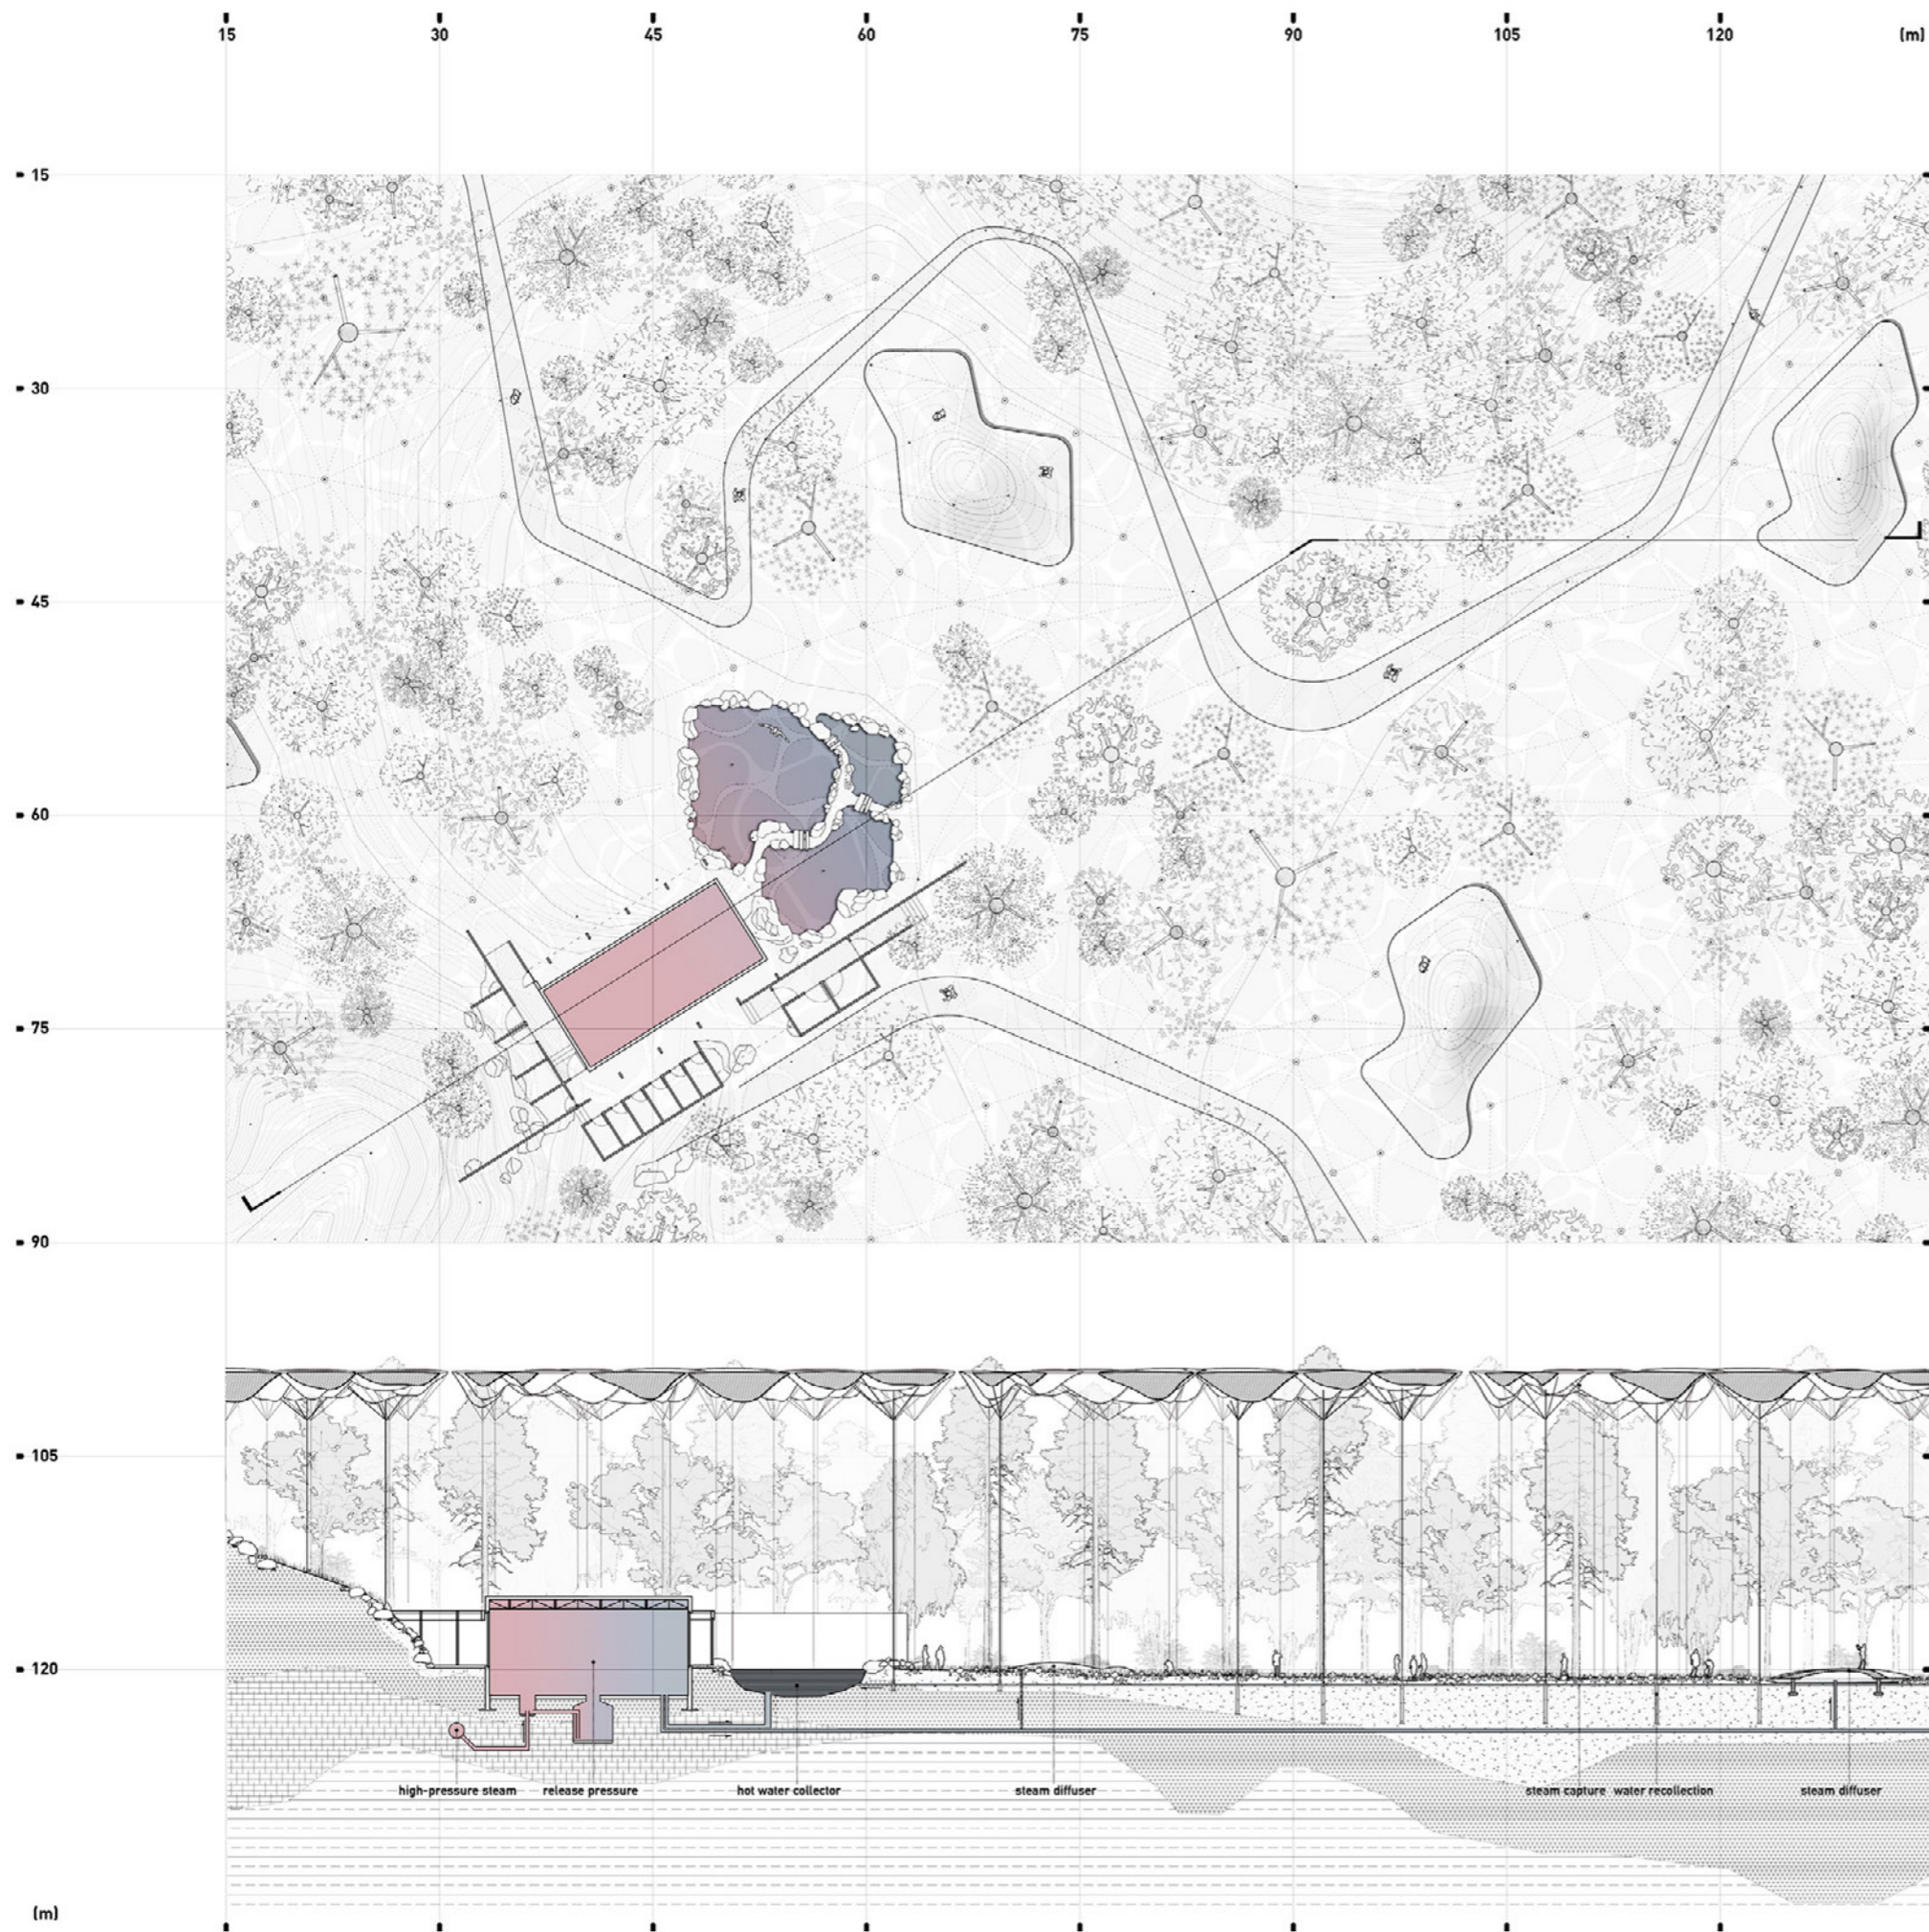 15 30 45 60 75 90 105 120 (m)
15
30
45
60
75
90
105
120
high-pressure steam release pressure hot water collector steam diffuser steam capture water recollection steam diffuser
(m)